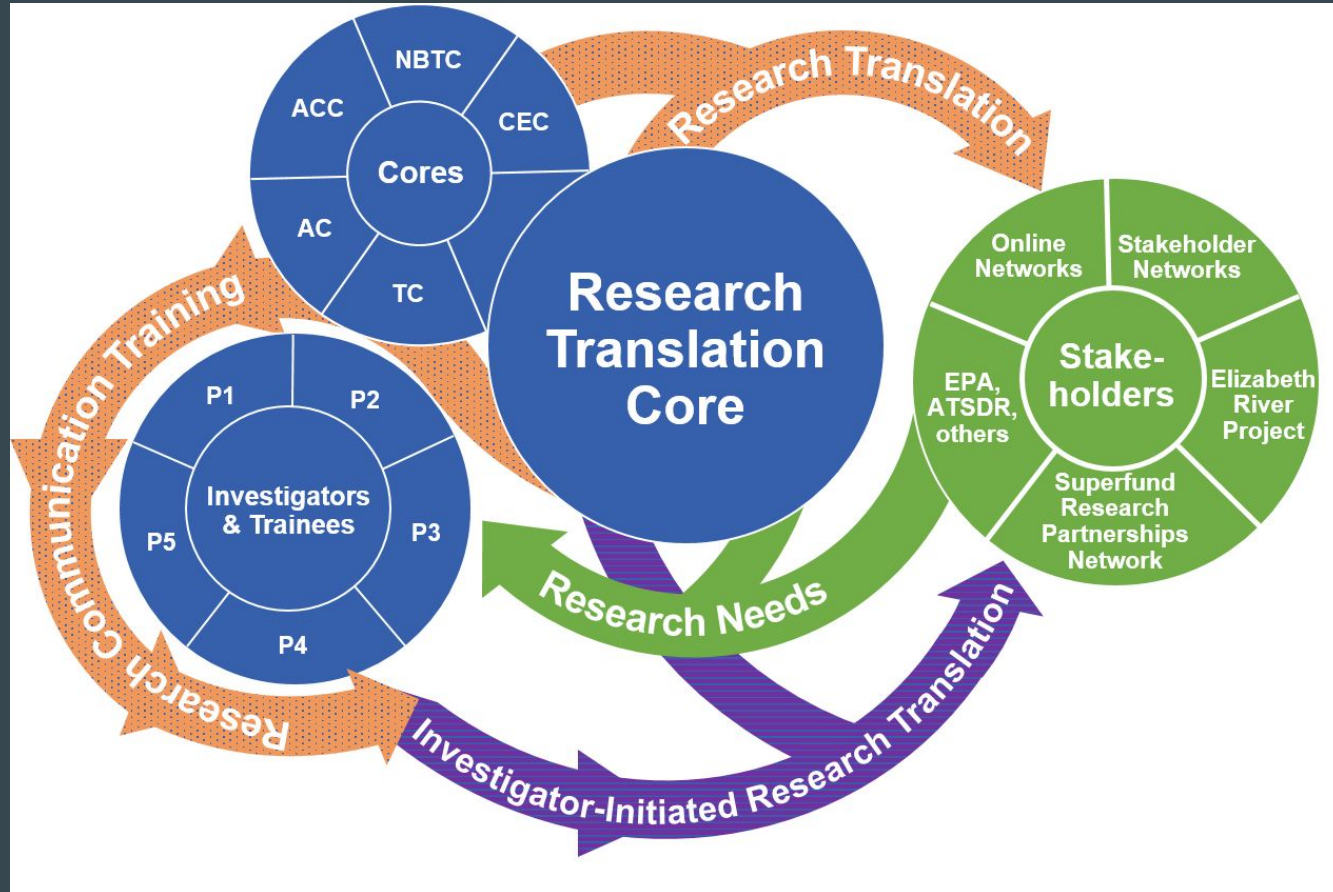 NBTC
ACC
CEC
Cores
AC
TC
Research Translation
Research
Translation
Core
Online
Networks
Stakeholder
Networks
Stake-
holders
EPA,
ATSDR,
others
Elizabeth
River
Project
Superfund
Research
Partnerships
Network
Research Communication Training
P1
P2
Investigators
& Trainees
P5
P3
P4
Research Needs
Investigator-Initiated Research Translation